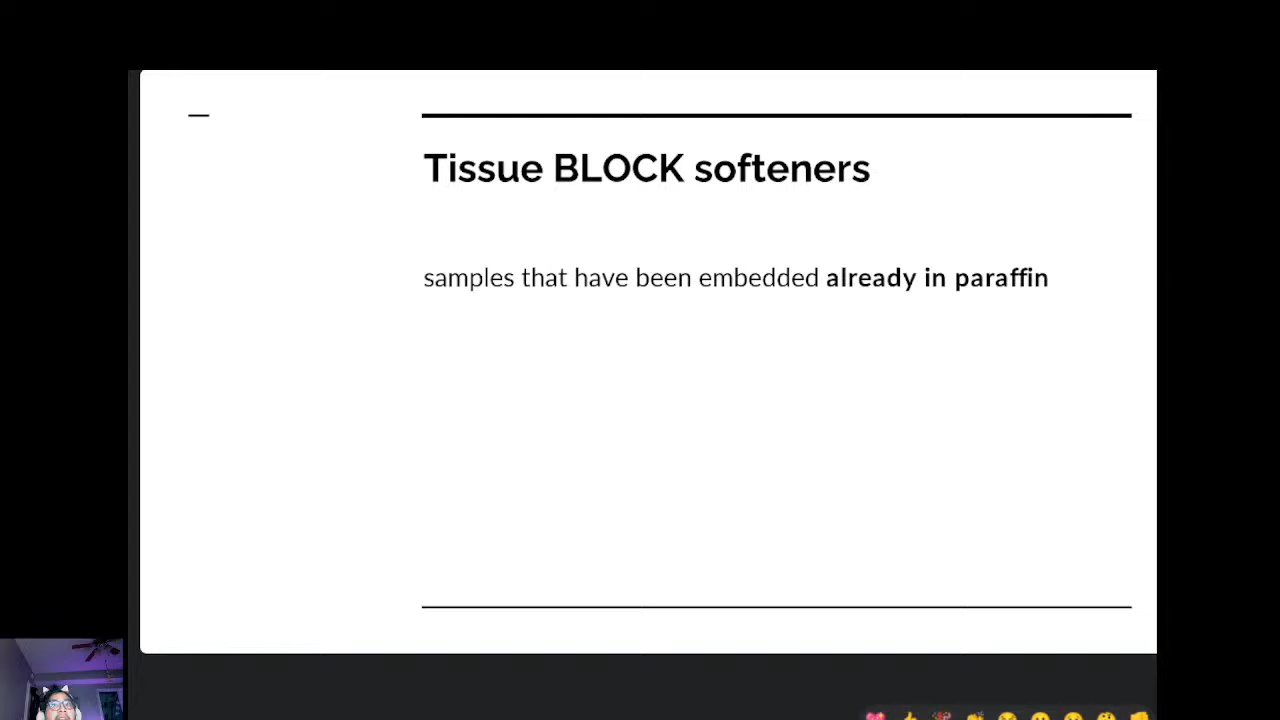 Tissue BLOCK softeners
samples that have been embedded already in paraffin